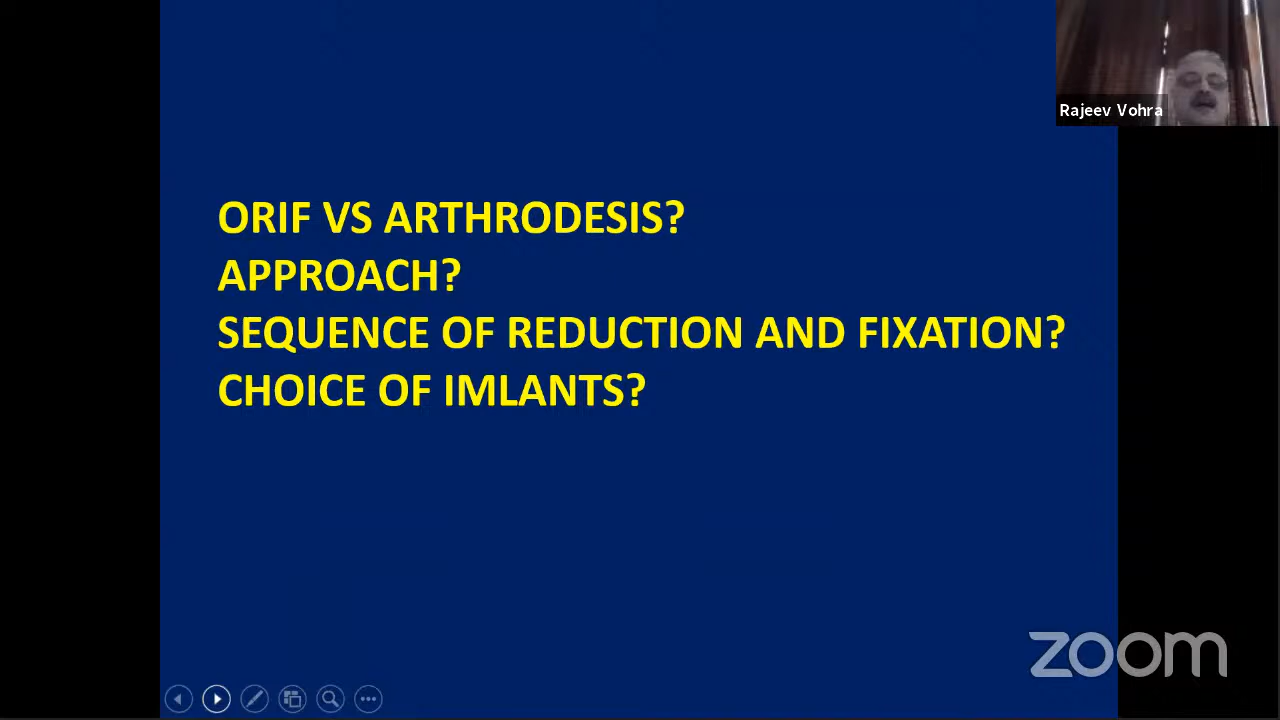 Rajeev Vohra
ORIF VS ARTHRODESIS?
APPROACH?
SEQUENCE OF REDUCTION AND FIXATION?
CHOICE OF IMLANTS?
zoom